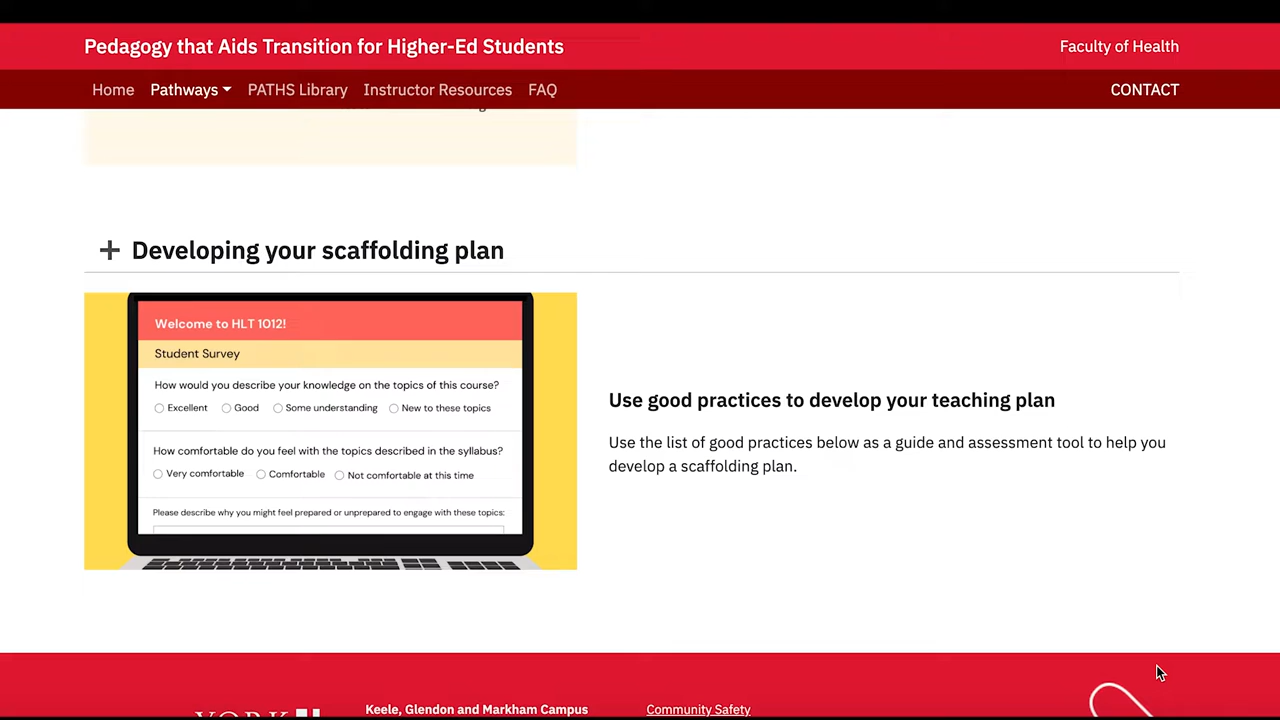 Pedagogy that Aids Transition for Higher-Ed Students
Faculty of Health
Home Pathways PATHS Library Instructor Resources FAQ
CONTACT
Developing your scaffolding plan
Welcome to HLT 1012!
Student Survey
How would you describe your knowledge on the topics of this course?
Excellent Good Some understanding New to these topics
How comfortable do you feel with the topics described in the syllabus?
Very comfortable Comfortable Not comfortable at this time
Please describe why you might feel prepared or unprepared to engage with these topics:
Use good practices to develop your teaching plan
Use the list of good practices below as a guide and assessment tool to help you
develop a scaffolding plan.
YORK
Keele, Glendon and Markham Campus
Community Safety